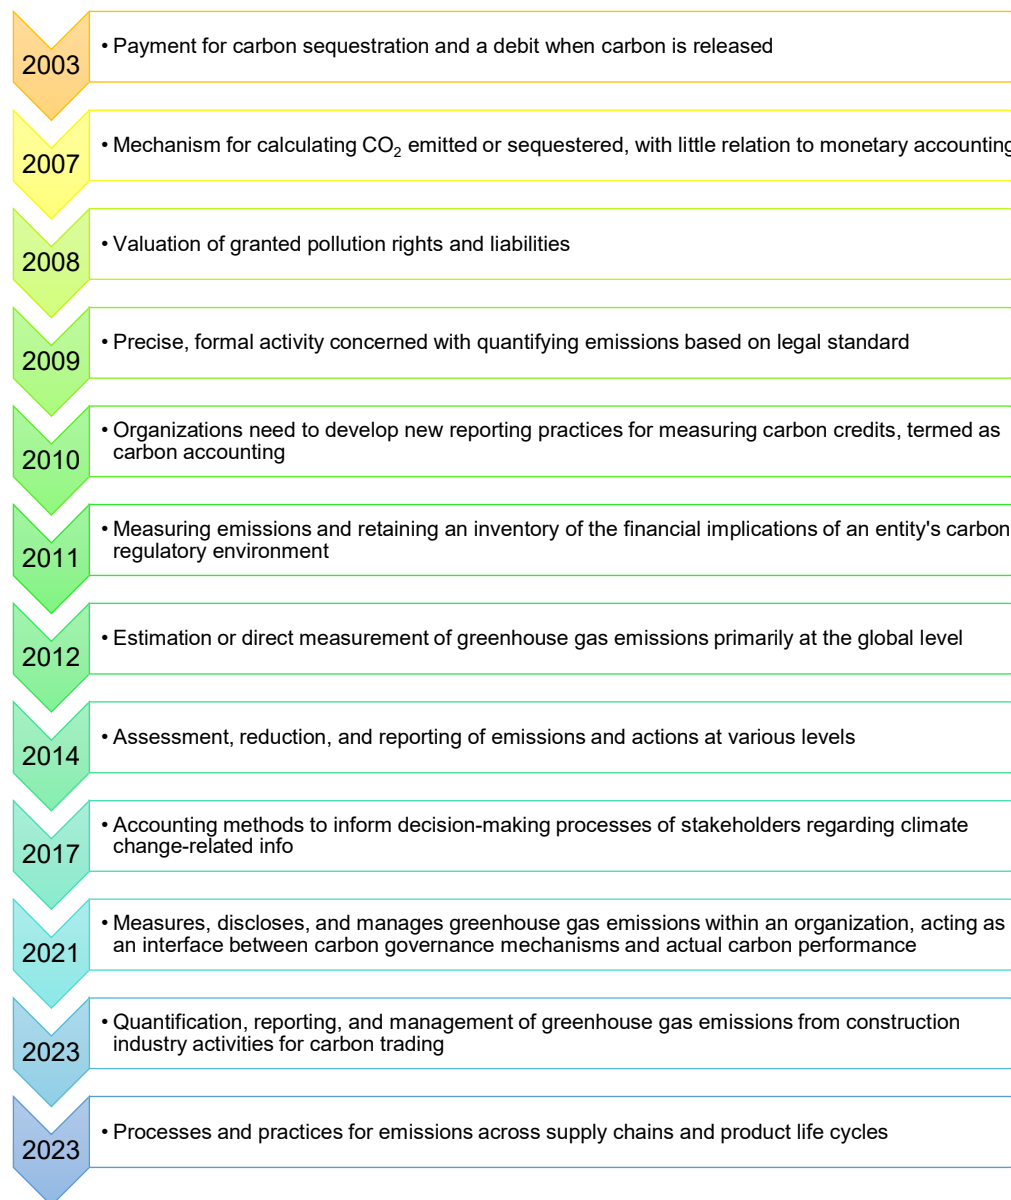 2003
• Payment for carbon sequestration and a debit when carbon is released
2007
• Mechanism for calculating CO₂ emitted or sequestered, with little relation to monetary accounting
2008
• Valuation of granted pollution rights and liabilities
2009
• Precise, formal activity concerned with quantifying emissions based on legal standard
2010
• Organizations need to develop new reporting practices for measuring carbon credits, termed as
carbon accounting
2011
• Measuring emissions and retaining an inventory of the financial implications of an entity's carbon
regulatory environment
2012
• Estimation or direct measurement of greenhouse gas emissions primarily at the global level
2014
• Assessment, reduction, and reporting of emissions and actions at various levels
2017
• Accounting methods to inform decision-making processes of stakeholders regarding climate
change-related info
2021
• Measures, discloses, and manages greenhouse gas emissions within an organization, acting as
an interface between carbon governance mechanisms and actual carbon performance
2023
• Quantification, reporting, and management of greenhouse gas emissions from construction
industry activities for carbon trading
2023
• Processes and practices for emissions across supply chains and product life cycles